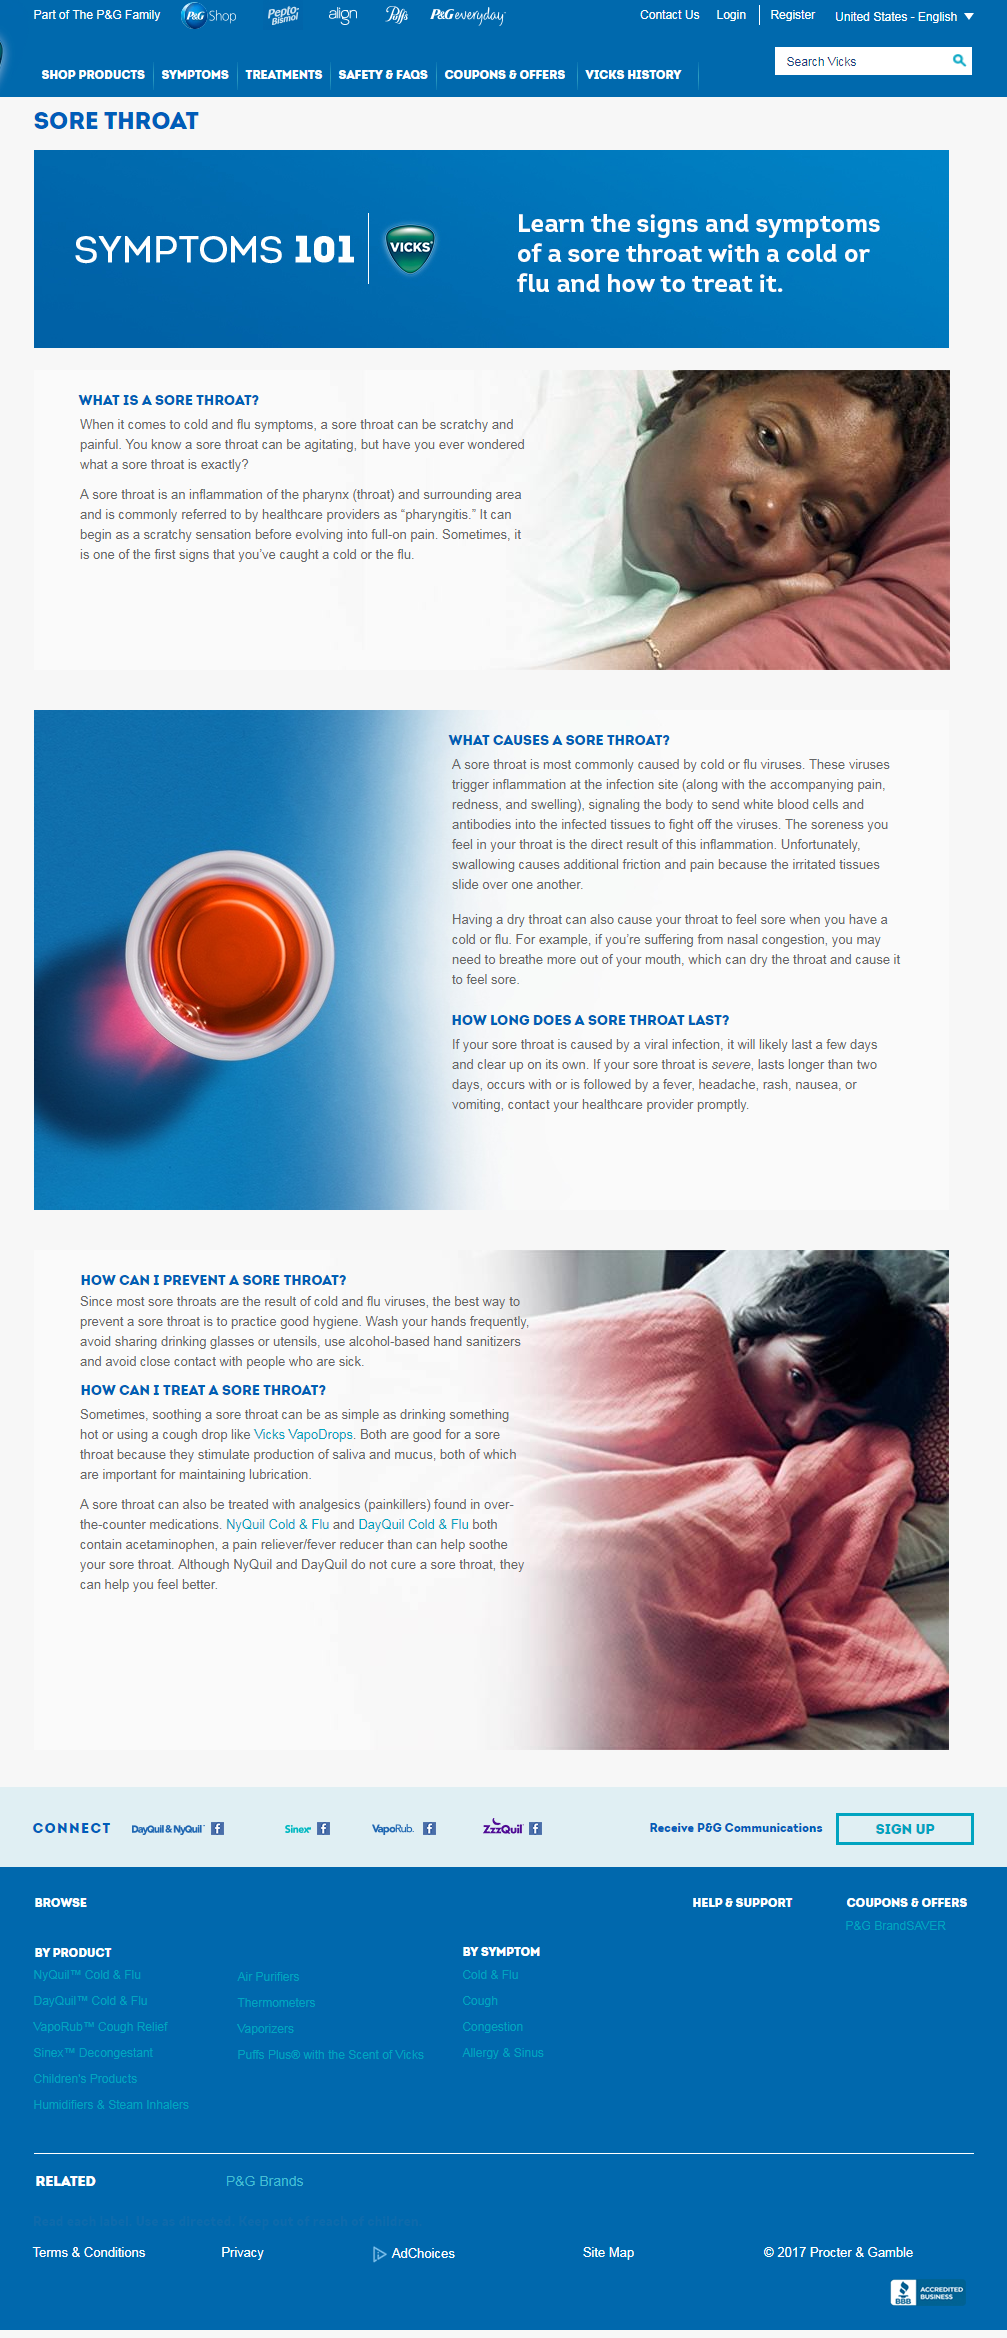 Part of The P&G Family
P&G Shop
Pepto Bismol
align
Puffs
P&G everyday
Contact Us
Login
Register
United States - English
SHOP PRODUCTS
SYMPTOMS
TREATMENTS
SAFETY & FAQS
COUPONS & OFFERS
VICKS HISTORY
Search Vicks
SORE THROAT
SYMPTOMS 101
VICKS
Learn the signs and symptoms
of a sore throat with a cold or
flu and how to treat it.
WHAT IS A SORE THROAT?
When it comes to cold and flu symptoms, a sore throat can be scratchy and
painful. You know a sore throat can be agitating, but have you ever wondered
what a sore throat is exactly?
A sore throat is an inflammation of the pharynx (throat) and surrounding area
and is commonly referred to by healthcare providers as “pharyngitis.” It can
begin as a scratchy sensation before evolving into full-on pain. Sometimes, it
is one of the first signs that you’ve caught a cold or the flu.
WHAT CAUSES A SORE THROAT?
A sore throat is most commonly caused by cold or flu viruses. These viruses
trigger inflammation at the infection site (along with the accompanying pain,
redness, and swelling), signaling the body to send white blood cells and
antibodies into the infected tissues to fight off the viruses. The soreness you
feel in your throat is the direct result of this inflammation. Unfortunately,
swallowing causes additional friction and pain because the irritated tissues
slide over one another.
Having a dry throat can also cause your throat to feel sore when you have a
cold or flu. For example, if you’re suffering from nasal congestion, you may
need to breathe more out of your mouth, which can dry the throat and cause it
to feel sore.
HOW LONG DOES A SORE THROAT LAST?
If your sore throat is caused by a viral infection, it will likely last a few days
and clear up on its own. If your sore throat is severe, lasts longer than two
days, occurs with or is followed by a fever, headache, rash, nausea, or
vomiting, contact your healthcare provider promptly.
HOW CAN I PREVENT A SORE THROAT?
Since most sore throats are the result of cold and flu viruses, the best way to
prevent a sore throat is to practice good hygiene. Wash your hands frequently,
avoid sharing drinking glasses or utensils, use alcohol-based hand sanitizers
and avoid close contact with people who are sick.
HOW CAN I TREAT A SORE THROAT?
Sometimes, soothing a sore throat can be as simple as drinking something
hot or using a cough drop like Vicks VapoDrops. Both are good for a sore
throat because they stimulate production of saliva and mucus, both of which
are important for maintaining lubrication.
A sore throat can also be treated with analgesics (painkillers) found in over-
the-counter medications. NyQuil Cold & Flu and DayQuil Cold & Flu both
contain acetaminophen, a pain reliever/fever reducer than can help soothe
your sore throat. Although NyQuil and DayQuil do not cure a sore throat, they
can help you feel better.
CONNECT
DayQuil & NyQuil
Sinex
VapoRub.
ZzzQuil
Receive P&G Communications
SIGN UP
BROWSE
HELP & SUPPORT
COUPONS & OFFERS
P&G BrandSAVER
BY PRODUCT
NyQuil™ Cold & Flu
DayQuil™ Cold & Flu
VapoRub™ Cough Relief
Sinex™ Decongestant
Children's Products
Humidifiers & Steam Inhalers
Air Purifiers
Thermometers
Vaporizers
Puffs Plus® with the Scent of Vicks
BY SYMPTOM
Cold & Flu
Cough
Congestion
Allergy & Sinus
RELATED
P&G Brands
Terms & Conditions
Privacy
AdChoices
Site Map
© 2017 Procter & Gamble
BBB
ACCREDITED
BUSINESS